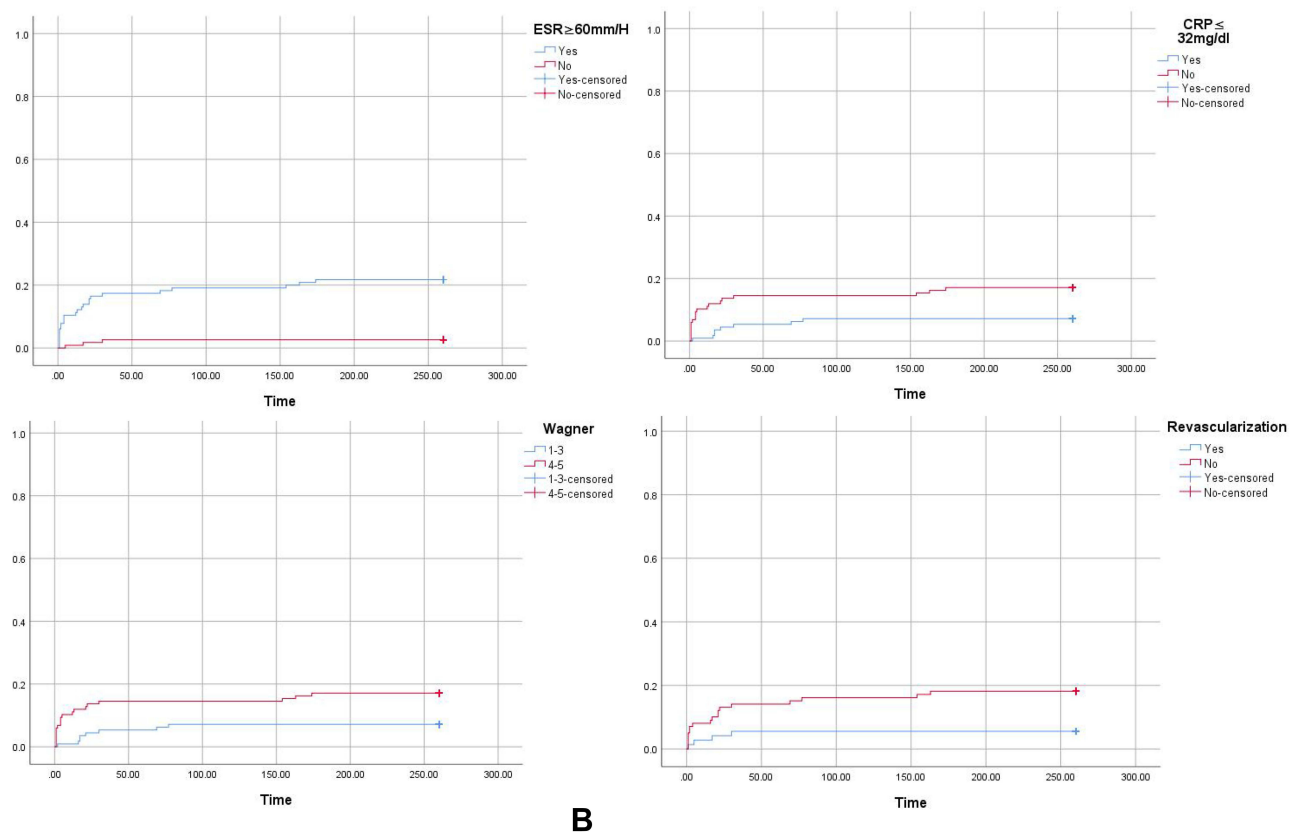 ESR≥60mm/H
Yes
No
Yes-censored
No-censored
1.0
0.8
0.6
0.4
0.2
0.0
.00 50.00 100.00 150.00 200.00 250.00 300.00
Time
CRP≤
32mg/dl
Yes
No
Yes-censored
No-censored
1.0
0.8
0.6
0.4
0.2
0.0
.00 50.00 100.00 150.00 200.00 250.00 300.00
Time
Wagner
1-3
4-5
1-3-censored
4-5-censored
1.0
0.8
0.6
0.4
0.2
0.0
.00 50.00 100.00 150.00 200.00 250.00 300.00
Time
Revascularization
Yes
No
Yes-censored
No-censored
1.0
0.8
0.6
0.4
0.2
0.0
.00 50.00 100.00 150.00 200.00 250.00 300.00
Time
B